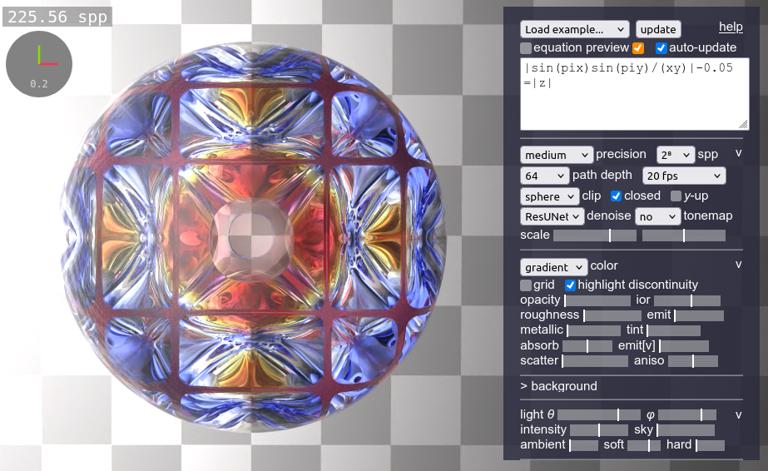 225.56 spp
0.2
Load example... update help
equation preview auto-update
|sin(pix)sin(piy)/(xy)|-0.05
=|z|
medium precision 2⁸ spp v
64 path depth 20 fps
sphere clip closed y-up
ResUNet denoise no tonemap
scale
gradient color v
grid highlight discontinuity
opacity ior
roughness emit
metallic tint
absorb emit[v]
scatter aniso
> background
light θ φ v
intensity sky
ambient soft hard